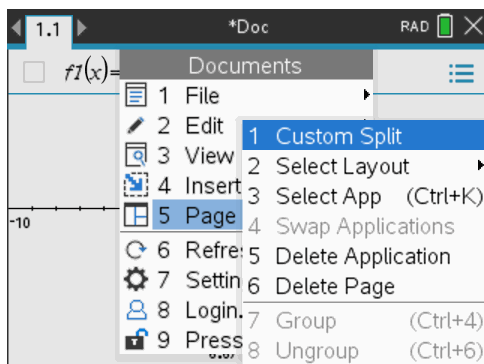 1.1 *Doc RAD
f1(x)=
Documents
1 File
2 Edit
3 View
4 Insert
5 Page
6 Refre
7 Settin
8 Login.
9 Press
1 Custom Split
2 Select Layout
3 Select App (Ctrl+K)
4 Swap Applications
5 Delete Application
6 Delete Page
7 Group (Ctrl+4)
8 Ungroup (Ctrl+6)
-10